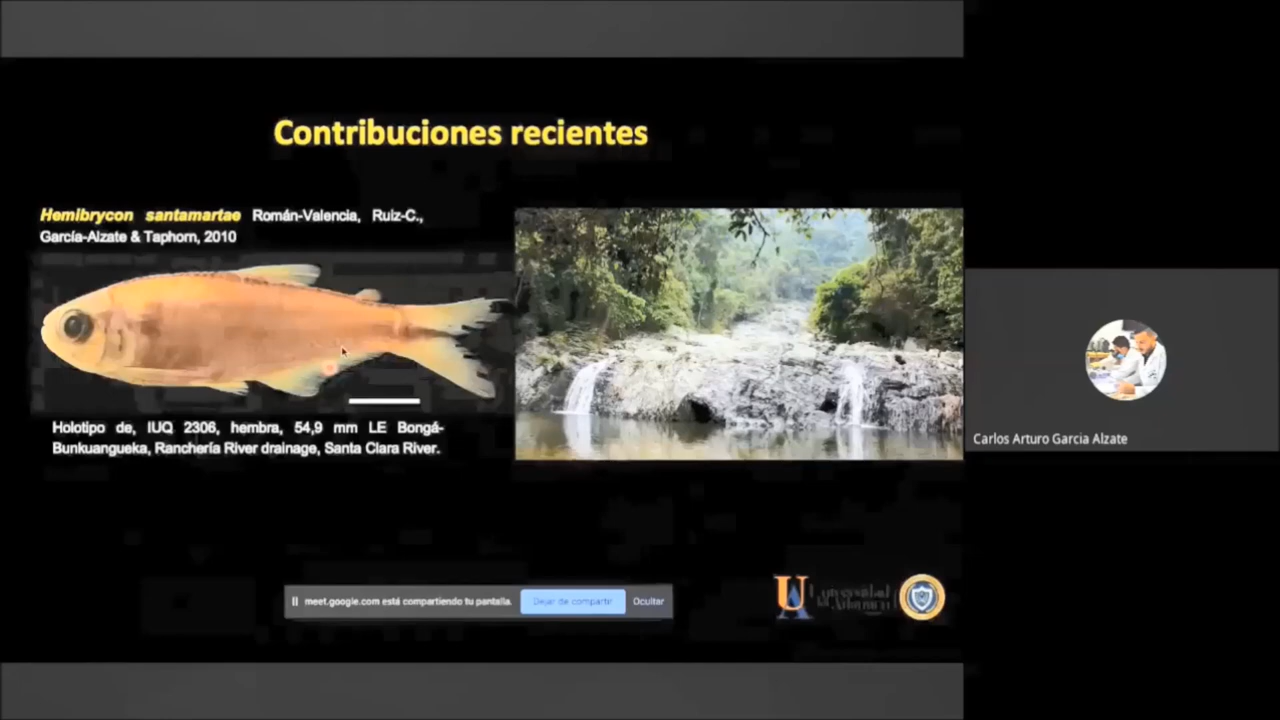 Contribuciones recientes
Hemibrycon santamartae Román-Valencia, Ruiz-C.,
García-Alzate & Taphorn, 2010
Holotipo de, IUQ 2306, hembra, 54,9 mm LE Bongá-
Bunkuangueka, Ranchería River drainage, Santa Clara River.
Carlos Arturo Garcia Alzate
meet.google.com está compartiendo tu pantalla.
Dejar de compartir
Ocultar